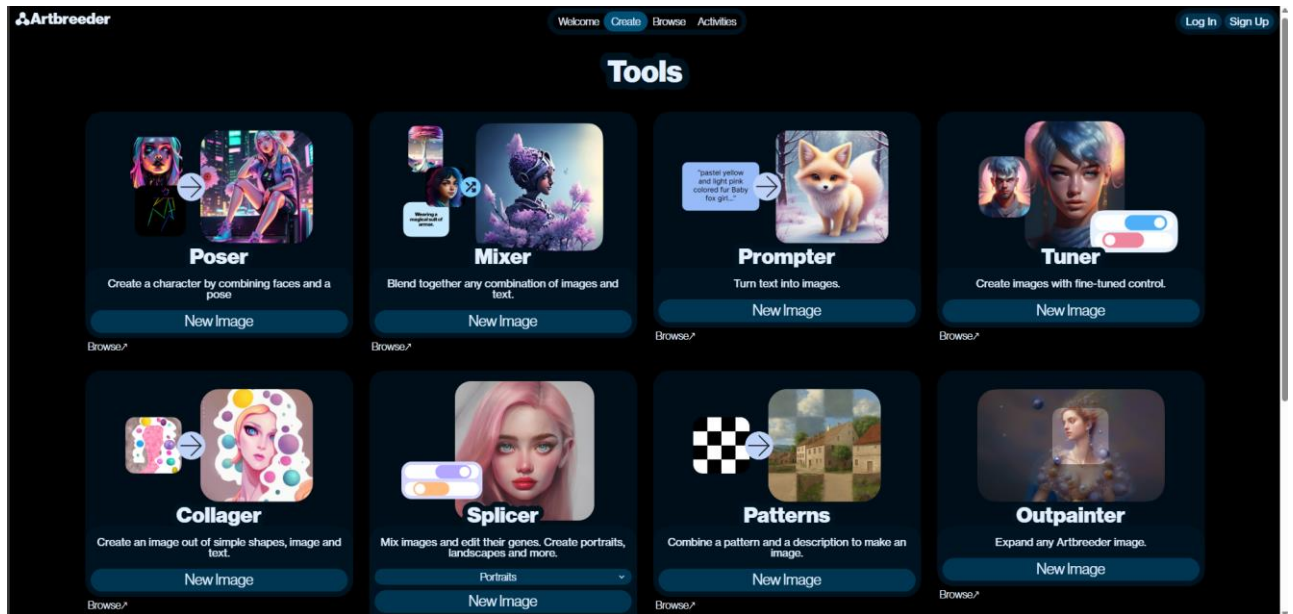 Artbreeder
Welcome Create Browse Activities
Log In Sign Up
Tools
Poser
Create a character by combining faces and a
pose
New Image
Browse↗
Wearing a
magical suit of
armor.
Mixer
Blend together any combination of images and
text.
New Image
Browse↗
"pastel yellow
and light pink
colored fur Baby
fox girl..."
Prompter
Turn text into images.
New Image
Browse↗
Tuner
Create images with fine-tuned control.
New Image
Browse↗
Collager
Create an image out of simple shapes, image and
text.
New Image
Browse↗
Splicer
Mix images and edit their genes. Create portraits,
landscapes and more.
Portraits
New Image
Patterns
Combine a pattern and a description to make an
image.
New Image
Browse↗
Outpainter
Expand any Artbreeder image.
New Image
Browse↗